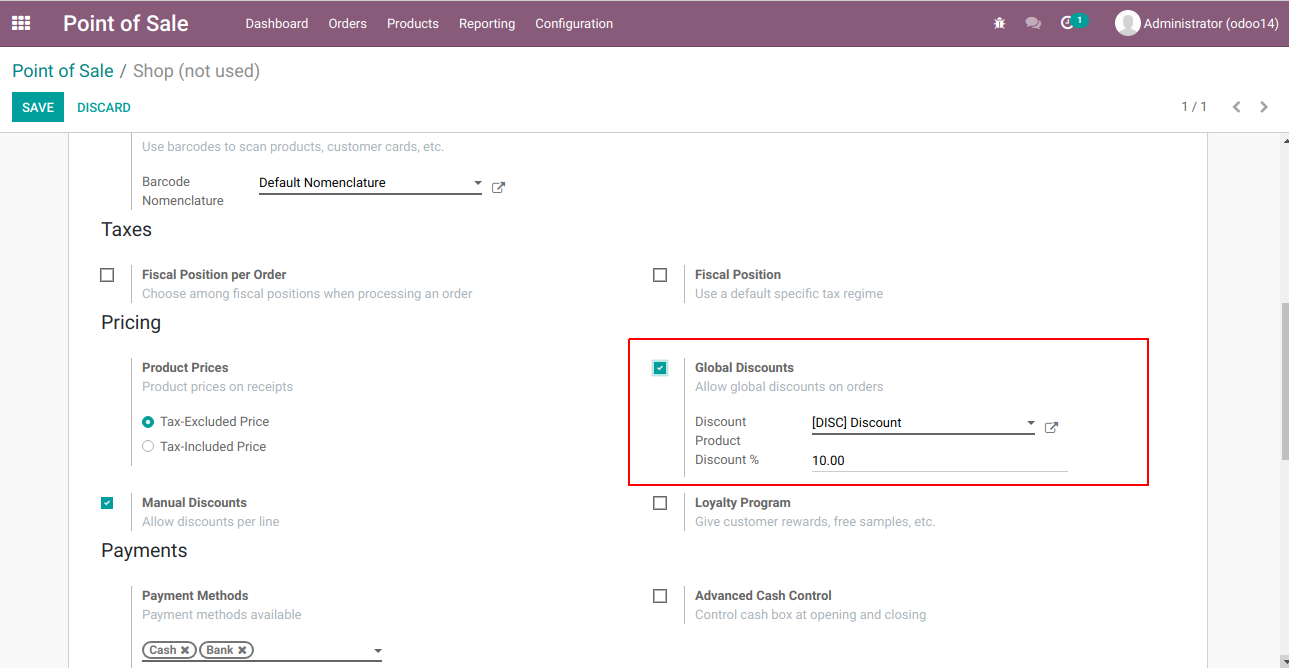 Point of Sale Dashboard Orders Products Reporting Configuration 1 Administrator (odoo14)
Point of Sale / Shop (not used)
SAVE DISCARD 1 / 1
Use barcodes to scan products, customer cards, etc.
Barcode Nomenclature Default Nomenclature
Taxes
Fiscal Position per Order
Choose among fiscal positions when processing an order
Fiscal Position
Use a default specific tax regime
Pricing
Product Prices
Product prices on receipts
Tax-Excluded Price
Tax-Included Price
Global Discounts
Allow global discounts on orders
Discount Product [DISC] Discount
Discount % 10.00
Manual Discounts
Allow discounts per line
Loyalty Program
Give customer rewards, free samples, etc.
Payments
Payment Methods
Payment methods available
Cash Bank
Advanced Cash Control
Control cash box at opening and closing